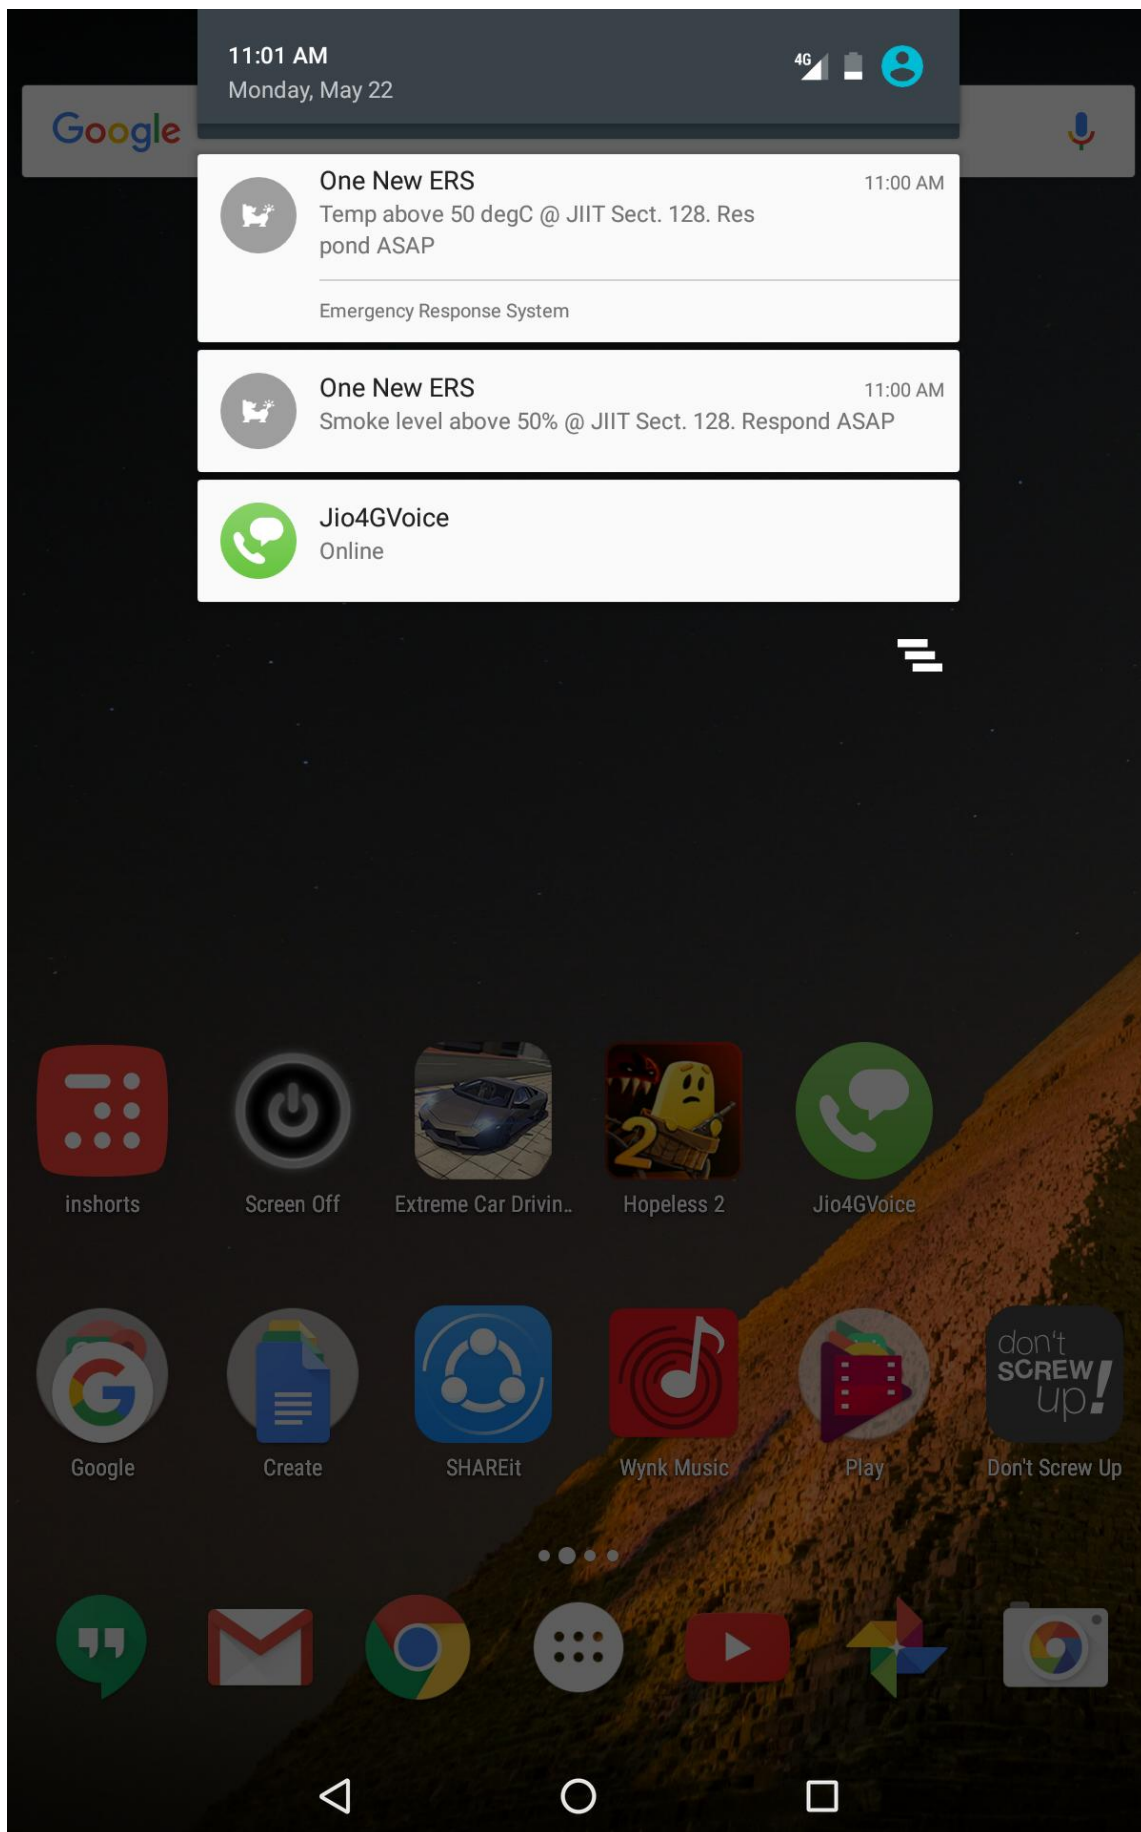 11:01 AM
4G
Monday, May 22
Google
One New ERS 11:00 AM
Temp above 50 degC @ JIIT Sect. 128. Res
pond ASAP
Emergency Response System
One New ERS 11:00 AM
Smoke level above 50% @ JIIT Sect. 128. Respond ASAP
Jio4GVoice
Online
2
inshorts Screen Off Extreme Car Drivin.. Hopeless 2 Jio4GVoice
G
don't
SCREW
up!
Google Create SHAREit Wynk Music Play Don't Screw Up